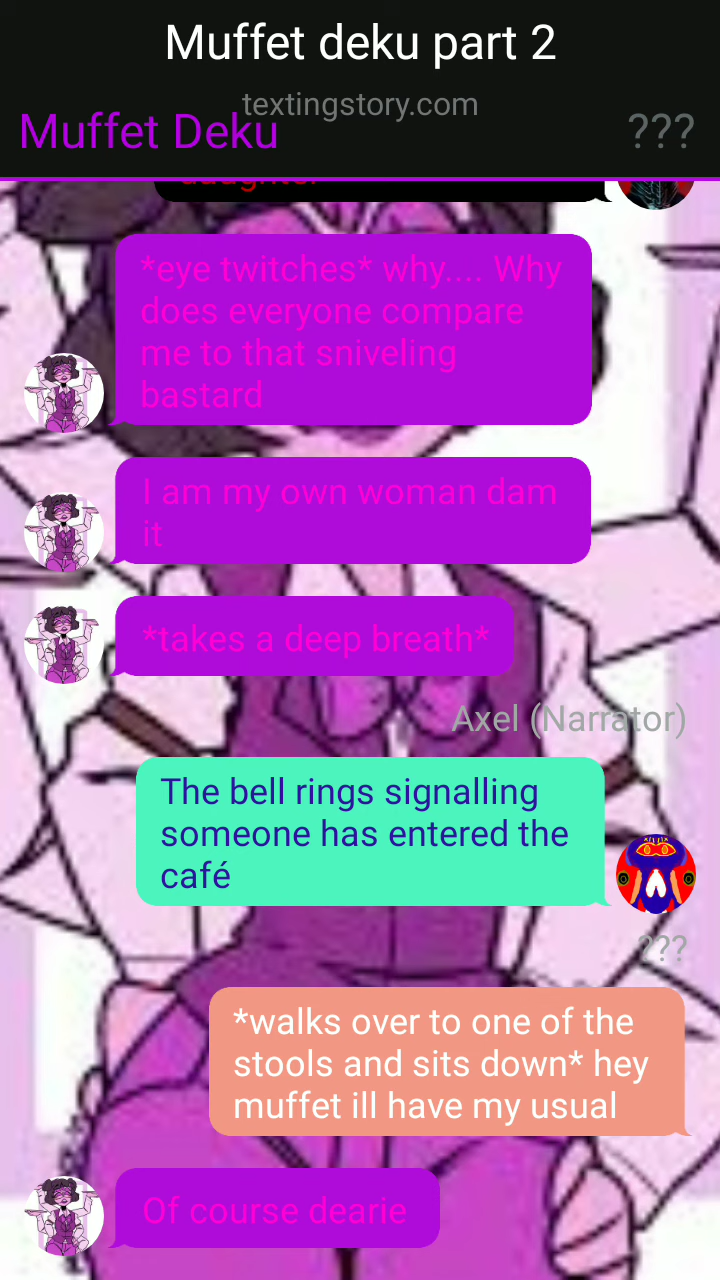 Muffet deku part 2
textingstory.com
Muffet Deku
???
daughter
*eye twitches* why.... Why
does everyone compare
me to that sniveling
bastard
I am my own woman dam
it
*takes a deep breath*
Axel (Narrator)
The bell rings signalling
someone has entered the
café
???
*walks over to one of the
stools and sits down* hey
muffet ill have my usual
Of course dearie